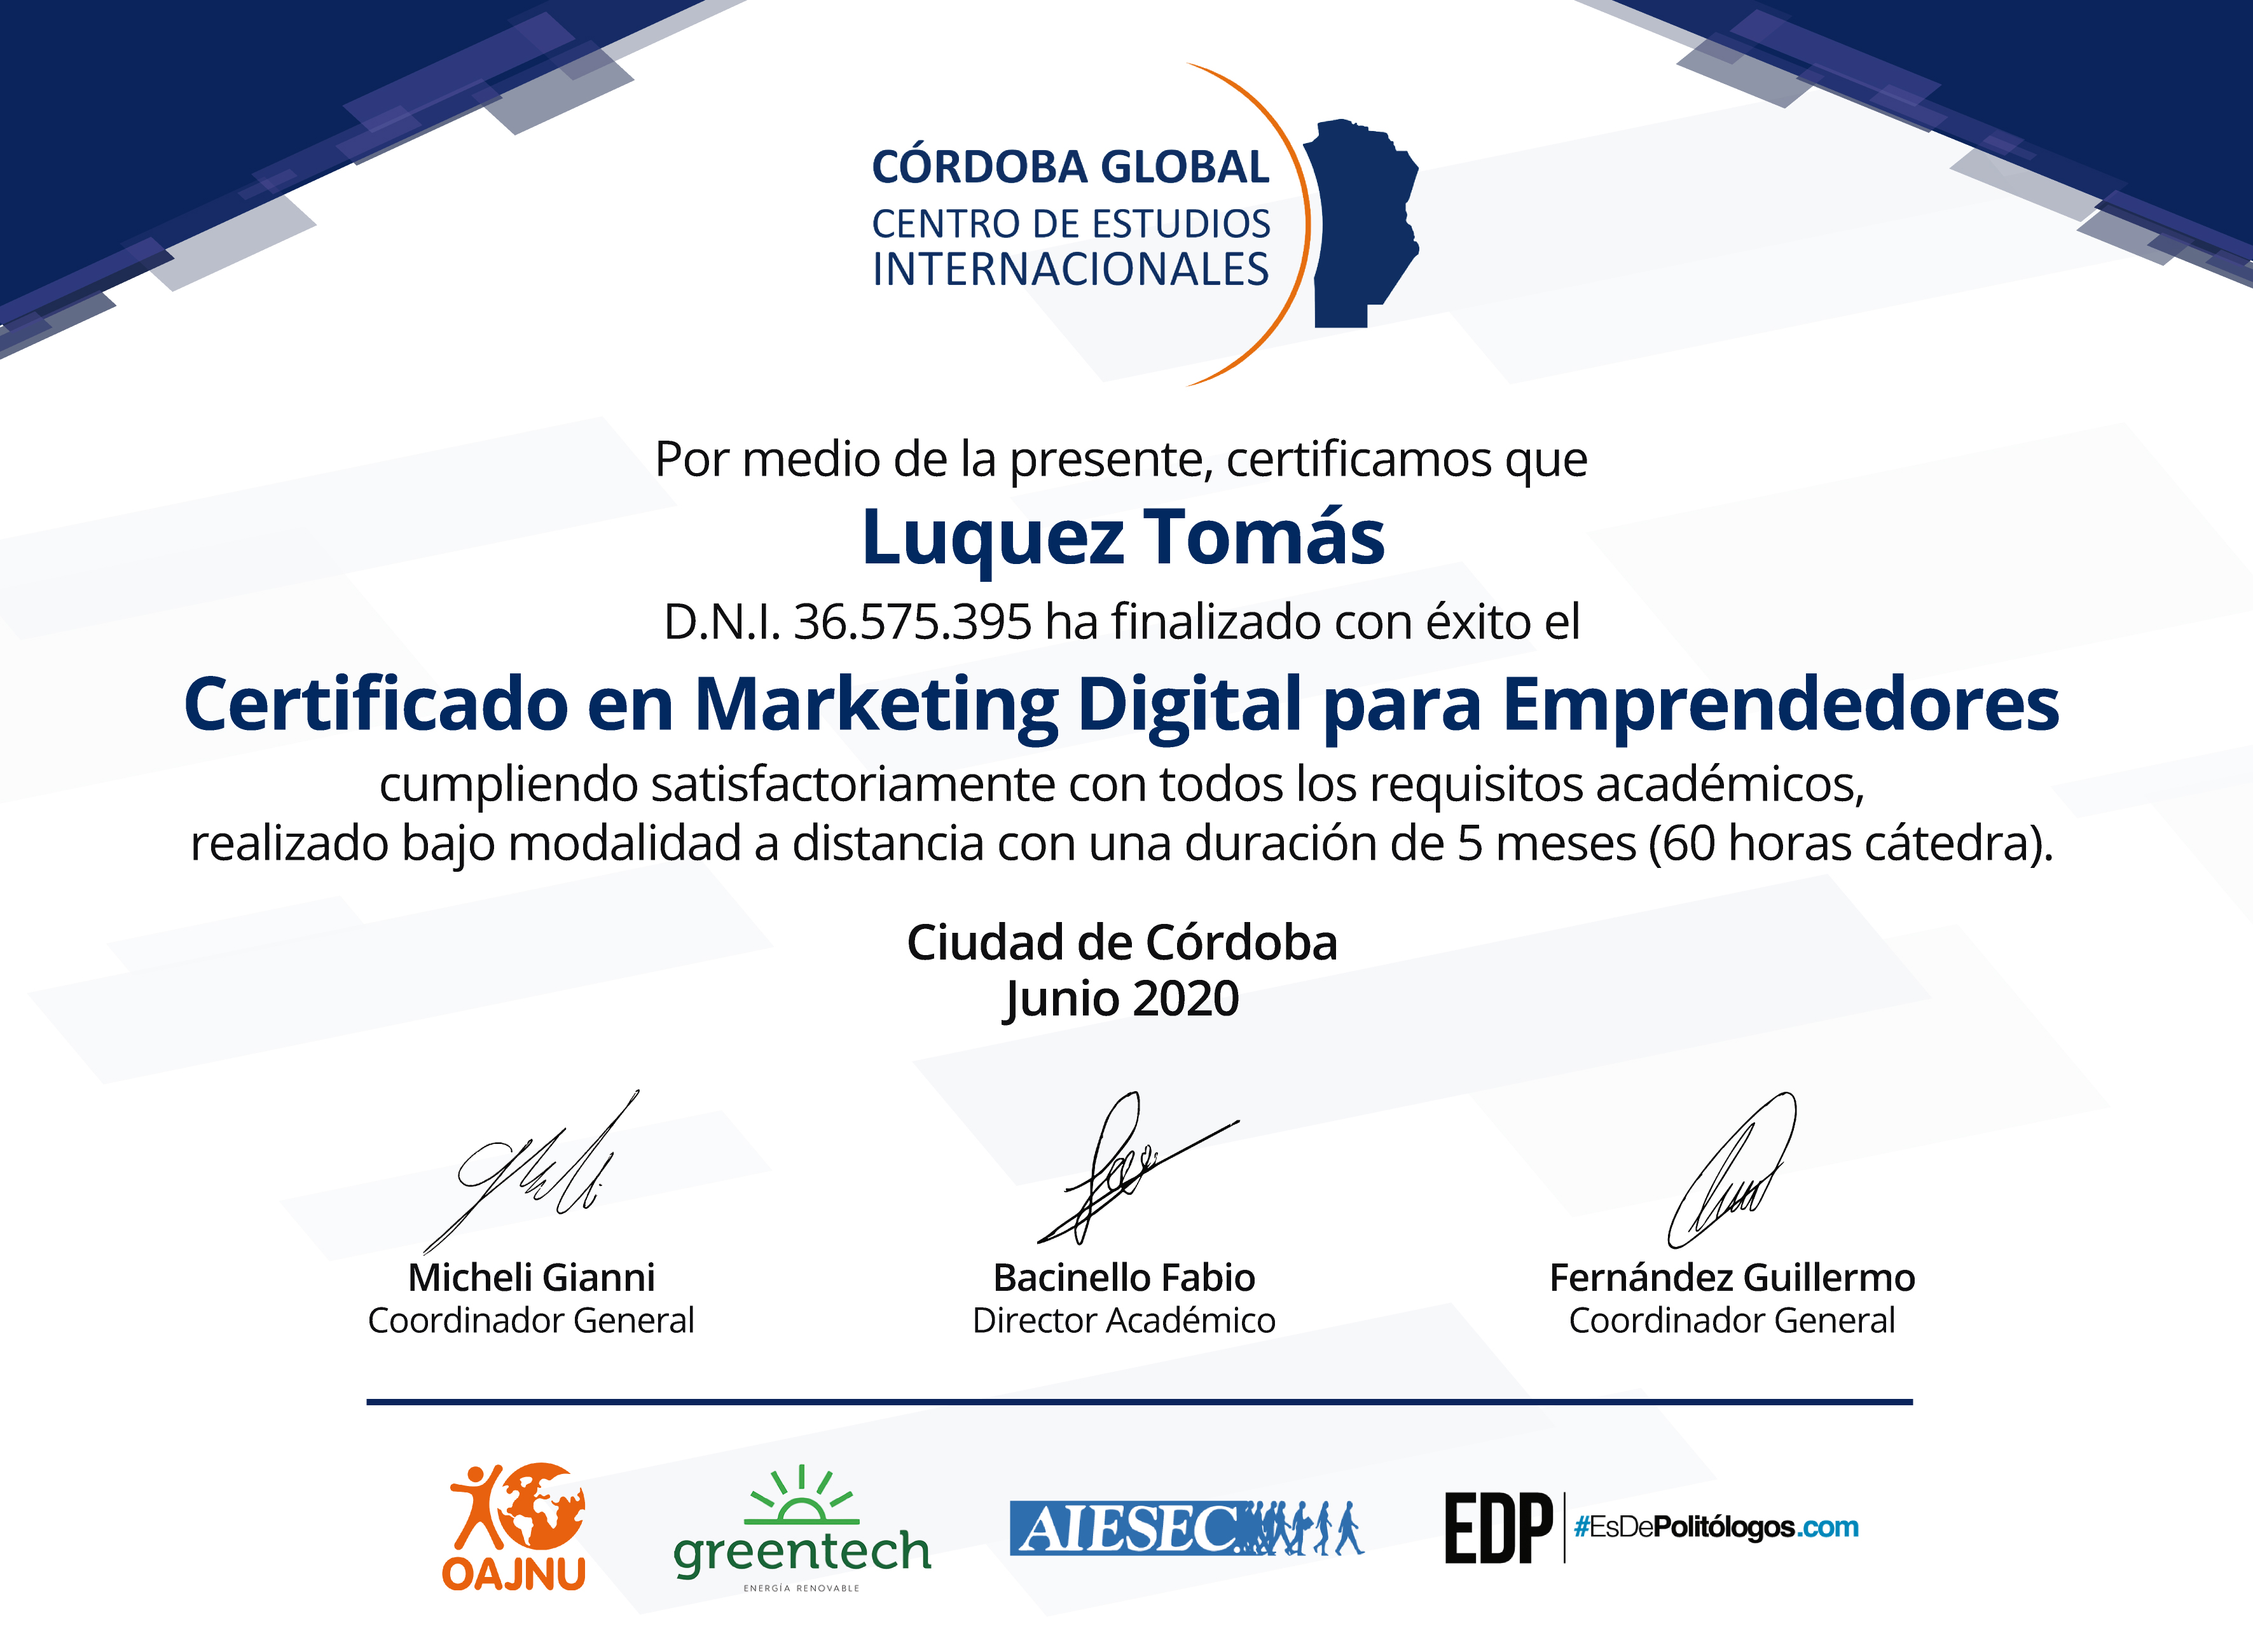 CÓRDOBA GLOBAL
CENTRO DE ESTUDIOS
INTERNACIONALES
Por medio de la presente, certificamos que
Luquez Tomás
D.N.I. 36.575.395 ha finalizado con éxito el
Certificado en Marketing Digital para Emprendedores
cumpliendo satisfactoriamente con todos los requisitos académicos,
realizado bajo modalidad a distancia con una duración de 5 meses (60 horas cátedra).
Ciudad de Córdoba
Junio 2020
Micheli Gianni
Coordinador General
Bacinello Fabio
Director Académico
Fernández Guillermo
Coordinador General
OAJNU
greentech
ENERGÍA RENOVABLE
AIESEC
EDP #EsDePolitólogos.com